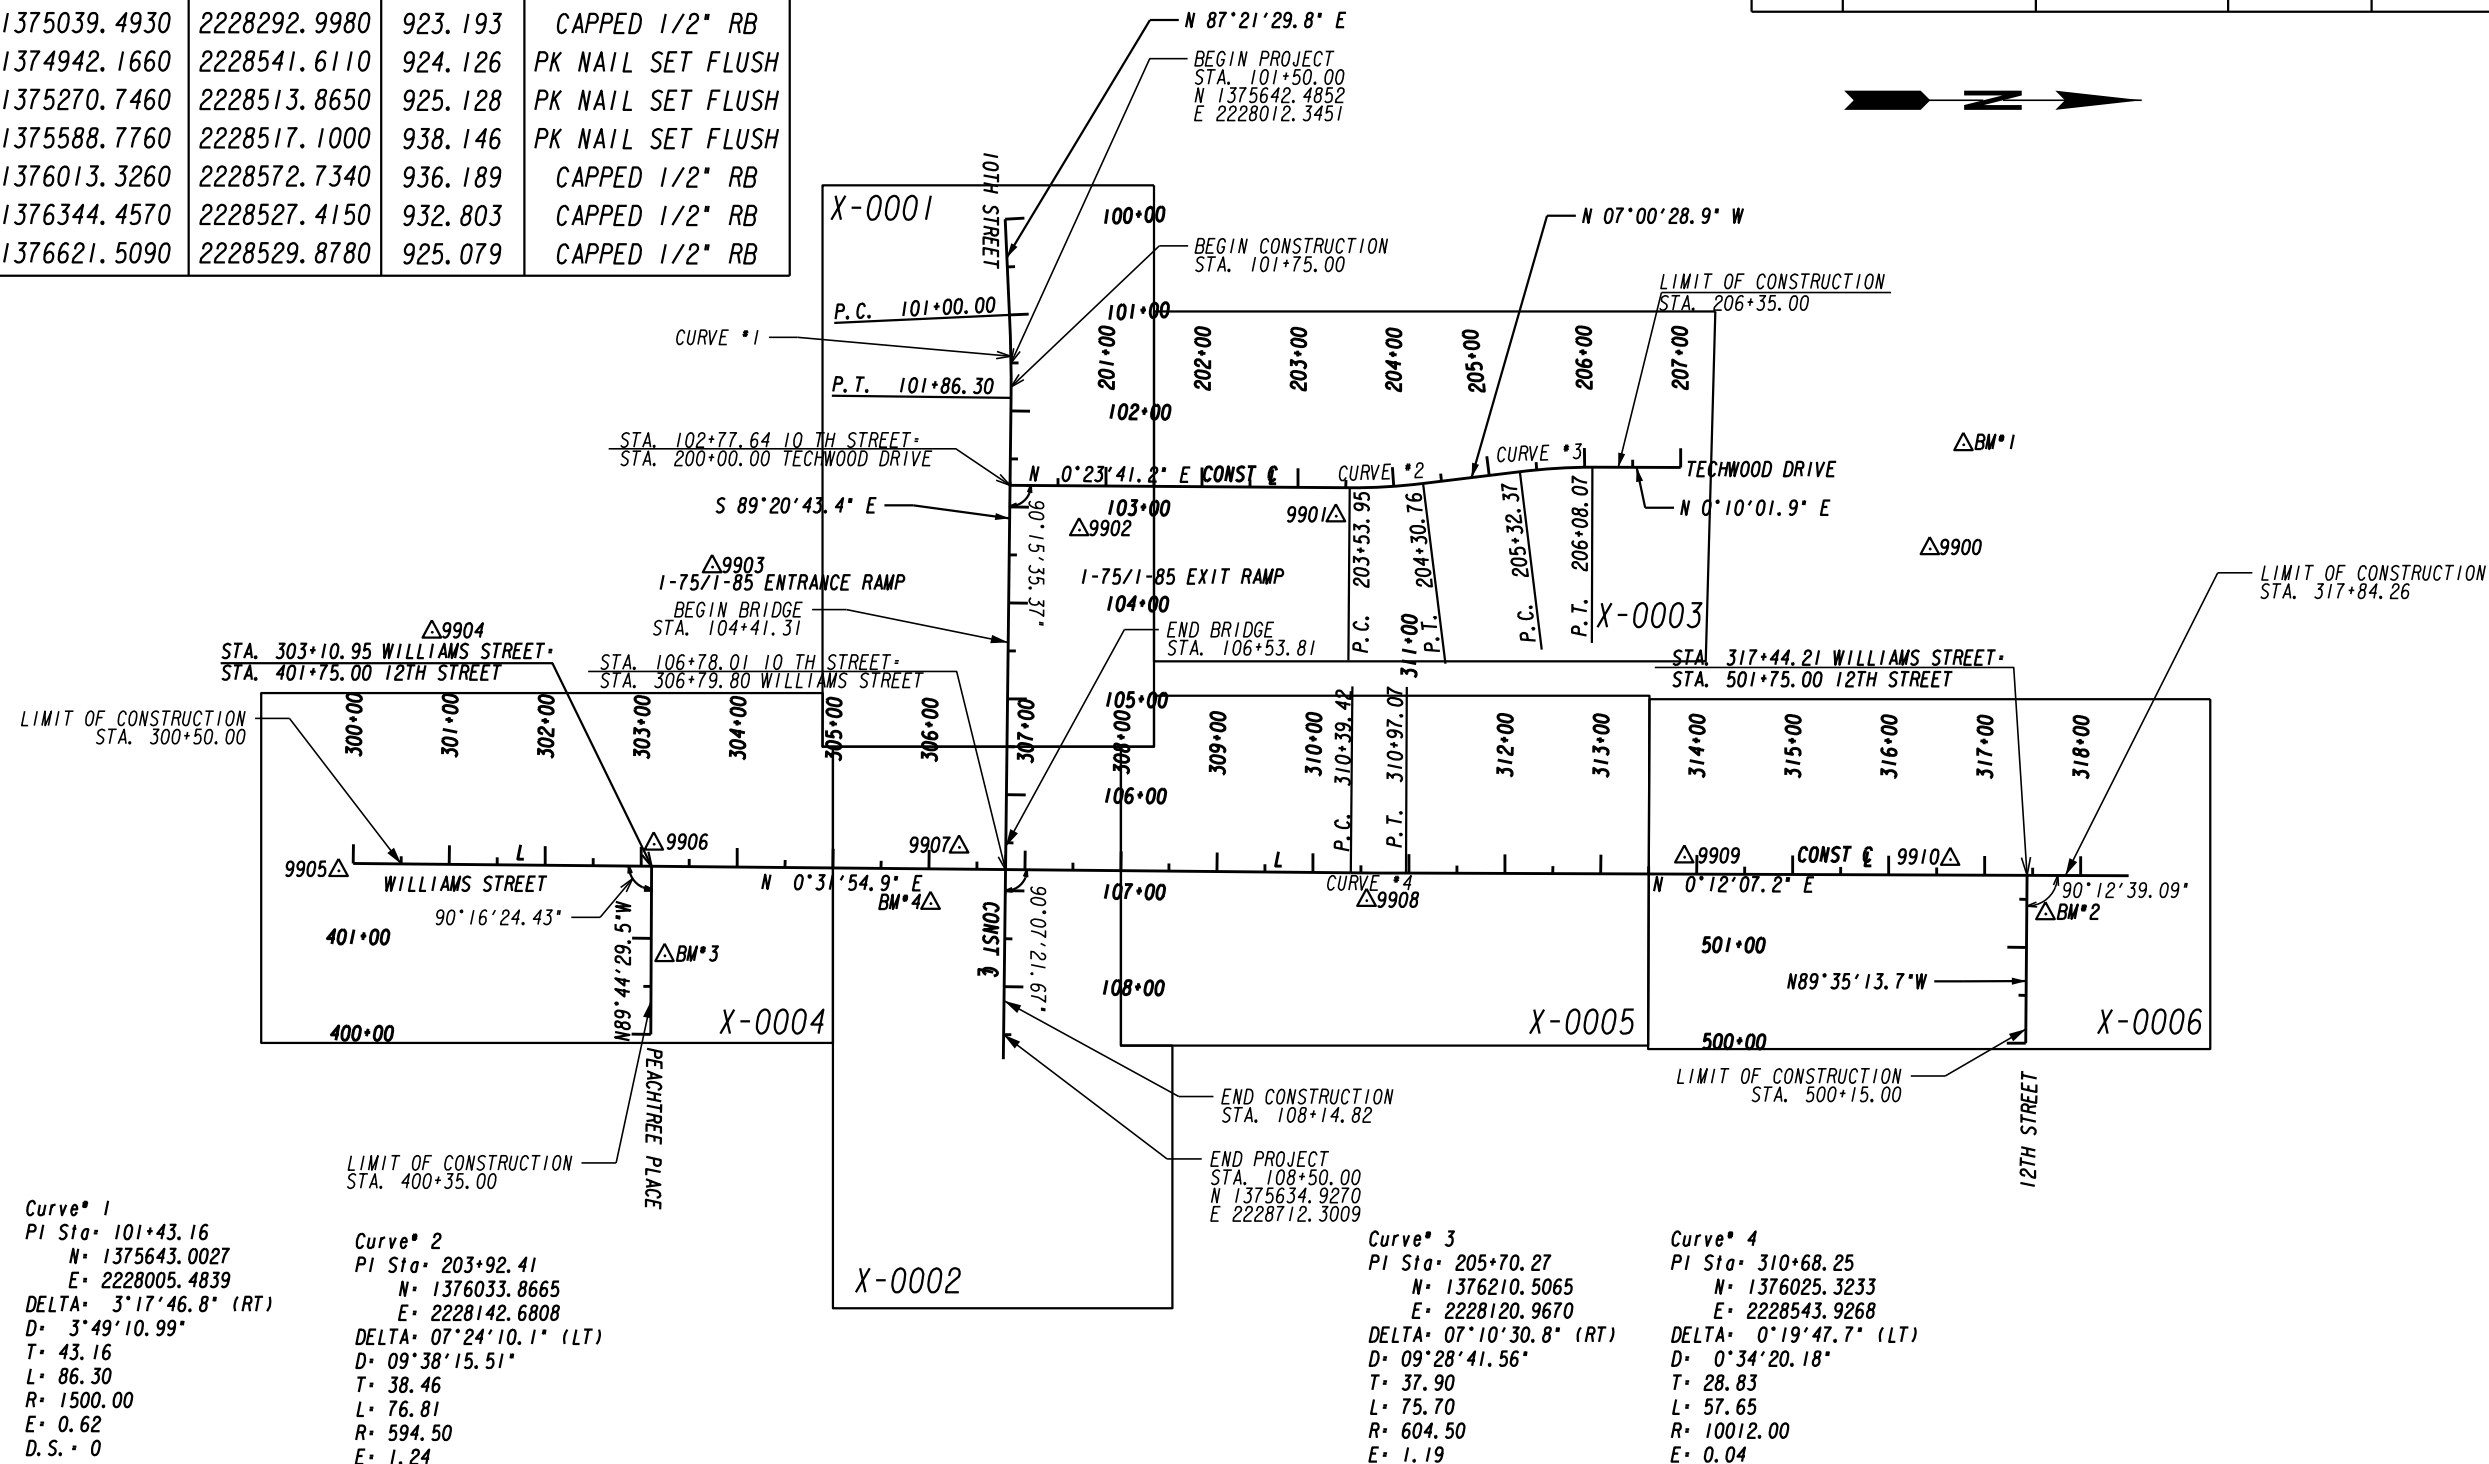 1375039.4930 2228292.9980 923.193 CAPPED 1/2" RB
1374942.1660 2228541.6110 924.126 PK NAIL SET FLUSH
1375270.7460 2228513.8650 925.128 PK NAIL SET FLUSH
1375588.7760 2228517.1000 938.146 PK NAIL SET FLUSH
1376013.3260 2228572.7340 936.189 CAPPED 1/2" RB
1376344.4570 2228527.4150 932.803 CAPPED 1/2" RB
1376621.5090 2228529.8780 925.079 CAPPED 1/2" RB
N 87°21'29.8" E
BEGIN PROJECT
STA. 101+50.00
N 1375642.4852
E 2228012.3451
N
X-0001
10TH STREET
100+00
BEGIN CONSTRUCTION
STA. 101+75.00
N 07°00'28.9" W
LIMIT OF CONSTRUCTION
STA. 206+35.00
P.C. 101+00.00
101+00
CURVE #1
P.T. 101+86.30
102+00
201+00
202+00
203+00
204+00
205+00
206+00
207+00
STA. 102+77.64 10 TH STREET=
STA. 200+00.00 TECHWOOD DRIVE
N 0°23'41.2" E CONST ℄
CURVE #2
CURVE #3
TECHWOOD DRIVE
BM#1
S 89°20'43.4" E
90°15'35.37"
103+00
9902
9901
P.C. 203+53.95
P.T. 204+30.76
P.C. 205+32.37
P.T. 206+08.07
N 0°10'01.9" E
9903
I-75/I-85 ENTRANCE RAMP
I-75/I-85 EXIT RAMP
9900
BEGIN BRIDGE
STA. 104+41.31
104+00
X-0003
LIMIT OF CONSTRUCTION
STA. 317+84.26
9904
STA. 303+10.95 WILLIAMS STREET=
STA. 401+75.00 12TH STREET
END BRIDGE
STA. 106+53.81
STA. 106+78.01 10 TH STREET=
STA. 306+79.80 WILLIAMS STREET
STA. 317+44.21 WILLIAMS STREET=
STA. 501+75.00 12TH STREET
LIMIT OF CONSTRUCTION
STA. 300+50.00
105+00
300+00
301+00
302+00
303+00
304+00
305+00
306+00
307+00
308+00
309+00
310+00
P.C. 310+39.42
P.T. 310+97.07
311+00
312+00
313+00
314+00
315+00
316+00
317+00
318+00
106+00
9905
L
9906
9907
L
9909
CONST ℄
9910
WILLIAMS STREET
N 0°31'54.9" E
BM#4
107+00
CURVE #4
9908
N 0°12'07.2" E
90°12'39.09"
BM#2
90°16'24.43"
401+00
N89°44'29.5"W
BM#3
CONST ℄
90°07'21.67"
501+00
N89°35'13.7"W
108+00
400+00
X-0004
X-0005
500+00
X-0006
PEACHTREE PLACE
LIMIT OF CONSTRUCTION
STA. 500+15.00
12TH STREET
END CONSTRUCTION
STA. 108+14.82
LIMIT OF CONSTRUCTION
STA. 400+35.00
END PROJECT
STA. 108+50.00
N 1375634.9270
E 2228712.3009
X-0002
Curve# 1
PI Sta= 101+43.16
N= 1375643.0027
E= 2228005.4839
DELTA= 3°17'46.8" (RT)
D= 3°49'10.99"
T= 43.16
L= 86.30
R= 1500.00
E= 0.62
D.S.= 0
Curve# 2
PI Sta= 203+92.41
N= 1376033.8665
E= 2228142.6808
DELTA= 07°24'10.1" (LT)
D= 09°38'15.51"
T= 38.46
L= 76.81
R= 594.50
E= 1.24
Curve# 3
PI Sta= 205+70.27
N= 1376210.5065
E= 2228120.9670
DELTA= 07°10'30.8" (RT)
D= 09°28'41.56"
T= 37.90
L= 75.70
R= 604.50
E= 1.19
Curve# 4
PI Sta= 310+68.25
N= 1376025.3233
E= 2228543.9268
DELTA= 0°19'47.7" (LT)
D= 0°34'20.18"
T= 28.83
L= 57.65
R= 10012.00
E= 0.04